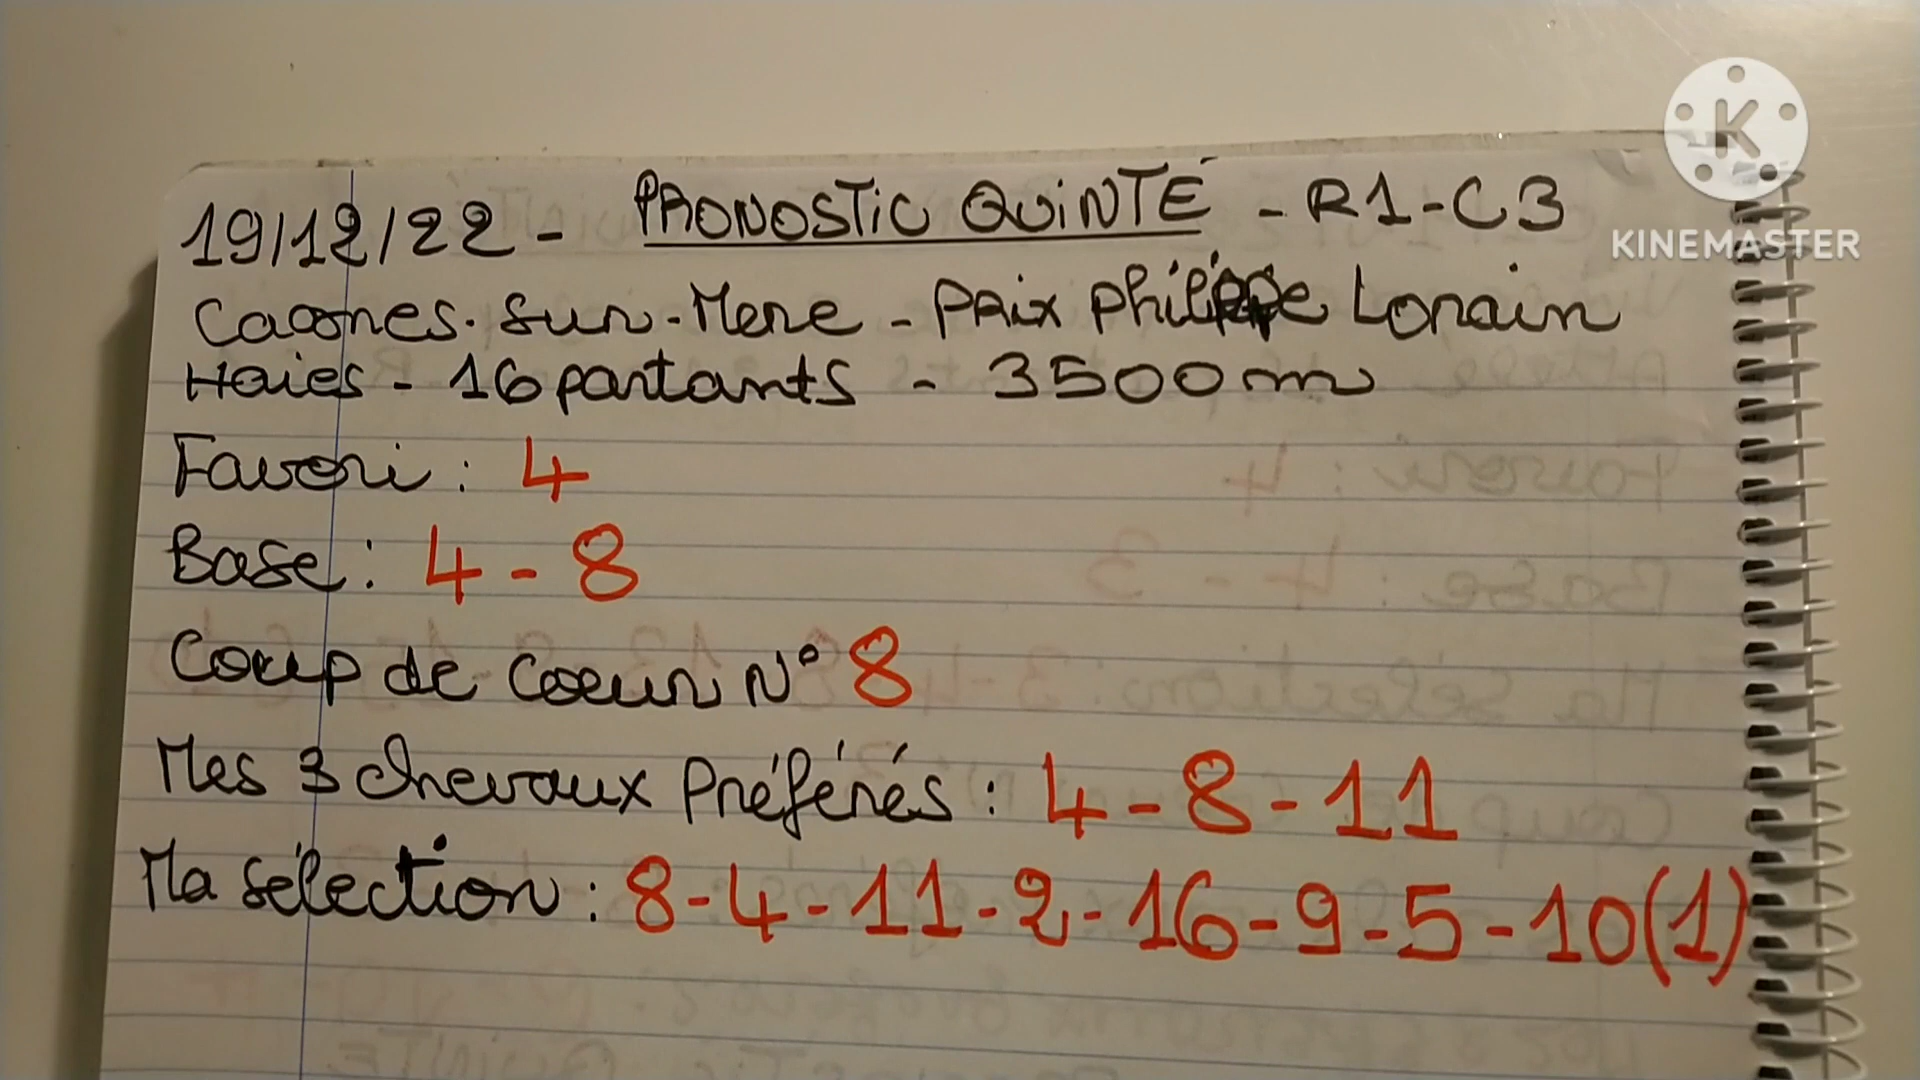 19/12/22 - PRONOSTIC QUINTÉ - R1-C3
Cagnes-sur-Mere - Prix Philippe Lorain
Haies - 16 partants - 3500m
Favori : 4
Base : 4 - 8
Coup de coeur N° 8
Mes 3 chevaux Préférés : 4 - 8 - 11
Ma sélection : 8 - 4 - 11 - 2 - 16 - 9 - 5 - 10 (1)
KINEMASTER